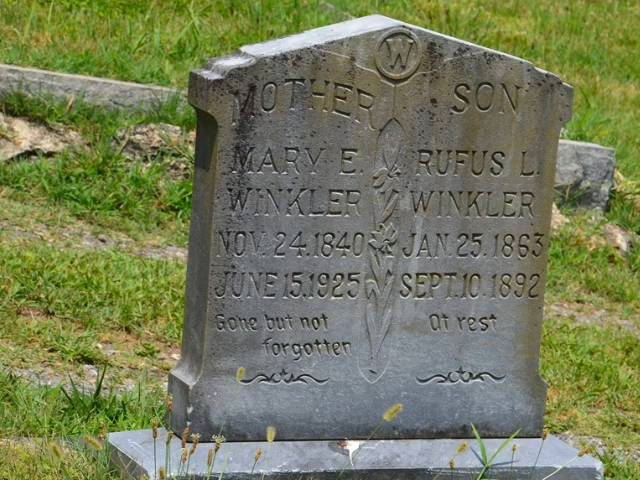 W
MOTHER
MARY E.
WINKLER
NOV. 24. 1840
JUNE 15. 1925
Gone but not
forgotten
SON
RUFUS L.
WINKLER
JAN. 25. 1863
SEPT. 10. 1892
At rest